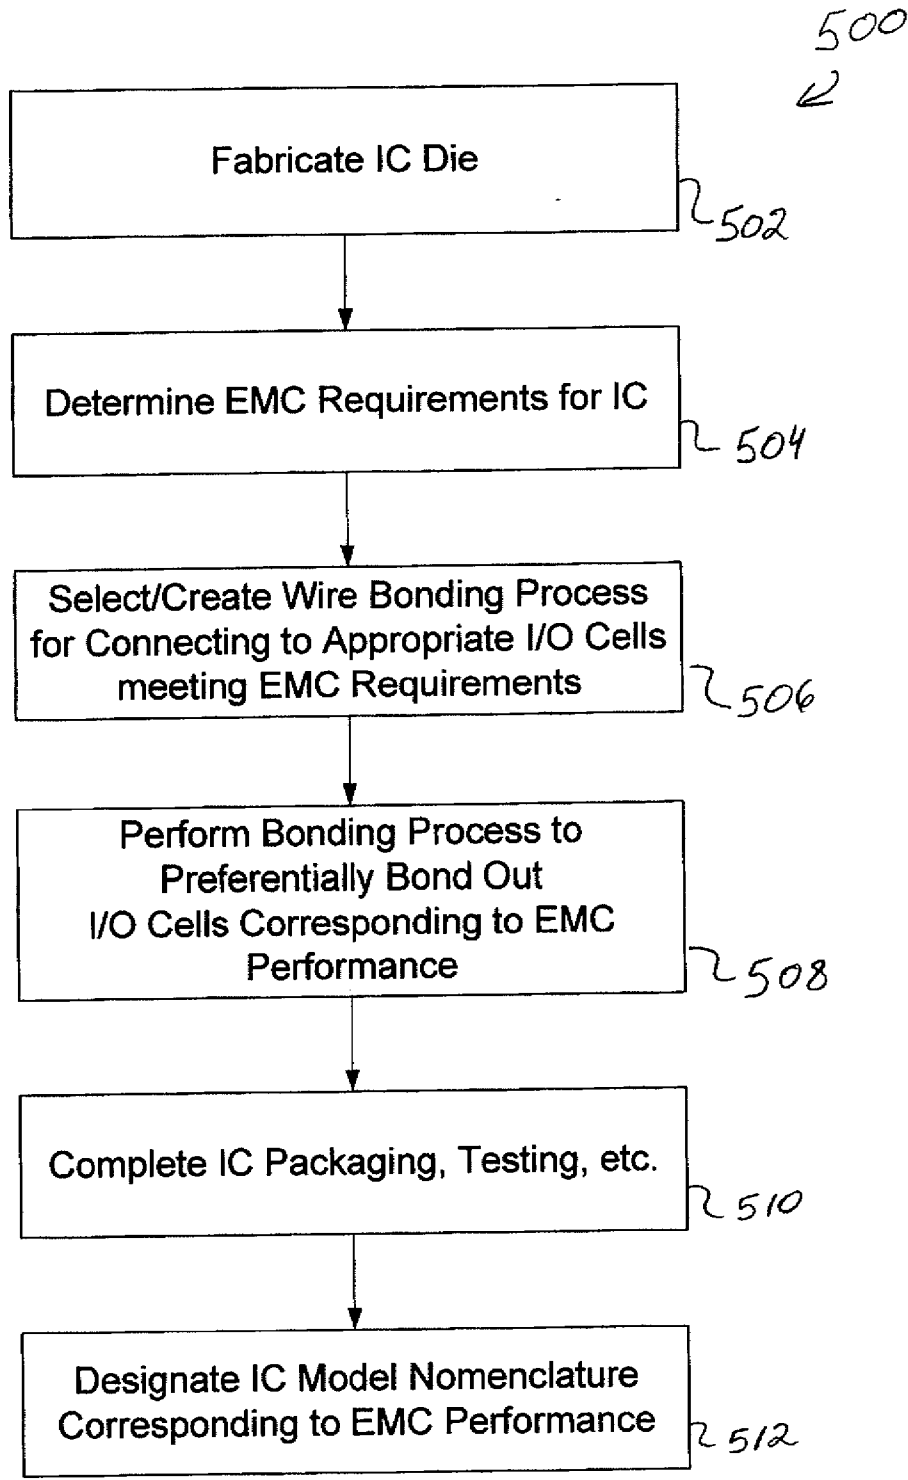 500
Fabricate IC Die
502
Determine EMC Requirements for IC
504
Select/Create Wire Bonding Process
for Connecting to Appropriate I/O Cells
meeting EMC Requirements
506
Perform Bonding Process to
Preferentially Bond Out
I/O Cells Corresponding to EMC
Performance
508
Complete IC Packaging, Testing, etc.
510
Designate IC Model Nomenclature
Corresponding to EMC Performance
512